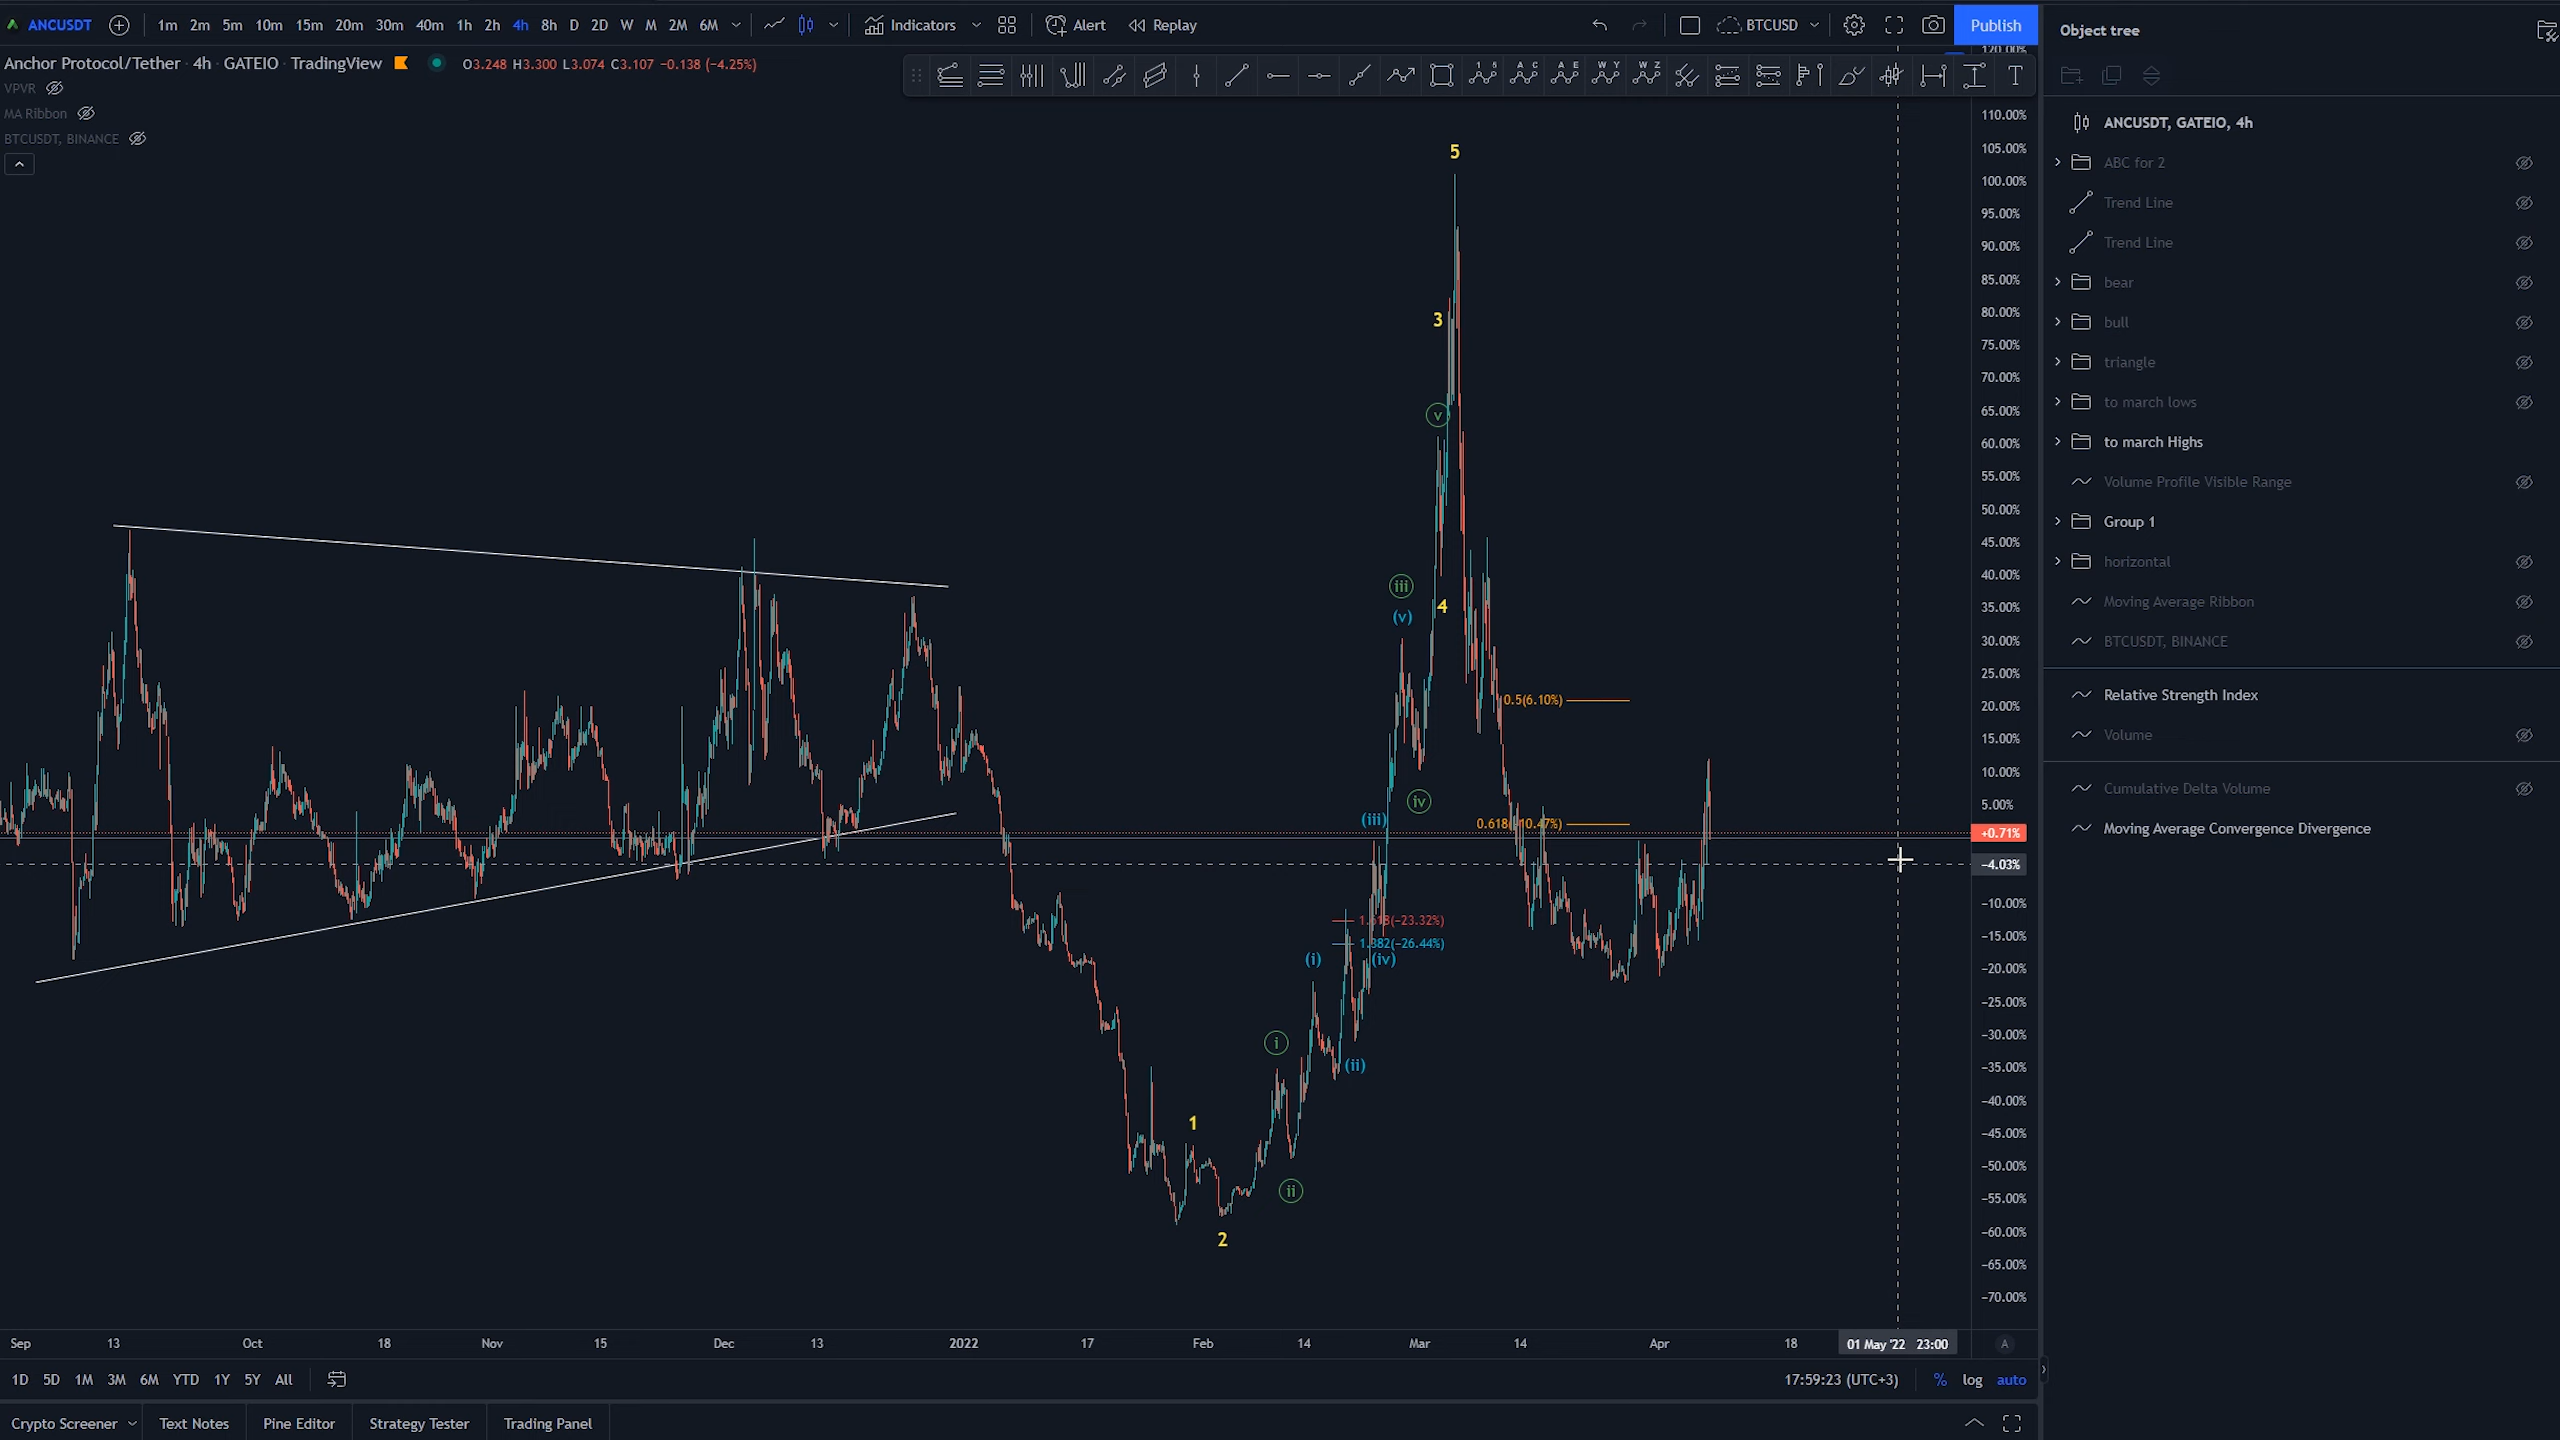 ANCUSDT 1m 2m 5m 10m 15m 20m 30m 40m 1h 2h 4h 8h D 2D W M 2M 6M Indicators Alert Replay BTCUSD Publish
Object tree
Anchor Protocol/Tether · 4h · GATEIO · TradingView O3.248 H3.300 L3.074 C3.107 −0.138 (−4.25%)
VPVR
MA Ribbon
BTCUSDT, BINANCE
ANCUSDT, GATEIO, 4h
ABC for 2
Trend Line
Trend Line
bear
bull
triangle
to march lows
to march Highs
Volume Profile Visible Range
Group 1
horizontal
Moving Average Ribbon
BTCUSDT, BINANCE
Relative Strength Index
Volume
Cumulative Delta Volume
Moving Average Convergence Divergence
120.00%
110.00%
105.00%
100.00%
95.00%
90.00%
85.00%
80.00%
75.00%
70.00%
65.00%
60.00%
55.00%
50.00%
45.00%
40.00%
35.00%
30.00%
25.00%
20.00%
15.00%
10.00%
5.00%
+0.71%
−4.03%
−10.00%
−15.00%
−20.00%
−25.00%
−30.00%
−35.00%
−40.00%
−45.00%
−50.00%
−55.00%
−60.00%
−65.00%
−70.00%
5
3
v
iii
(v)
4
0.5(6.10%)
iv
(iii)
0.618(−10.47%)
1.618(−23.32%)
1.382(−26.44%)
(i)
(iv)
i
(ii)
1
ii
2
Sep 13 Oct 18 Nov 15 Dec 13 2022 17 Feb 14 Mar 14 Apr 18 01 May '22 23:00 A
1D 5D 1M 3M 6M YTD 1Y 5Y All 17:59:23 (UTC+3) % log auto
Crypto Screener Text Notes Pine Editor Strategy Tester Trading Panel